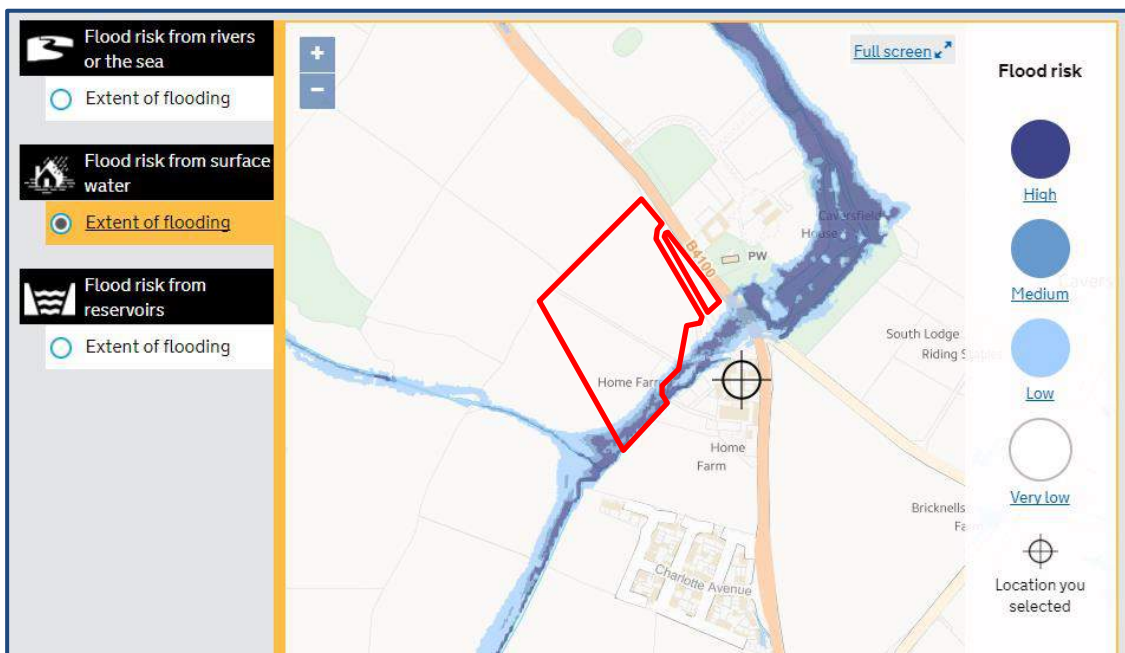 Flood risk from rivers
or the sea
Extent of flooding
Flood risk from surface
water
Extent of flooding
Flood risk from
reservoirs
Extent of flooding
+
−
Full screen
Caversfield
House
B4100
PW
South Lodge
Riding
Home Farm
Home
Farm
Bricknells
Charlotte Avenue
Flood risk
High
Medium
Low
Very low
Location you
selected